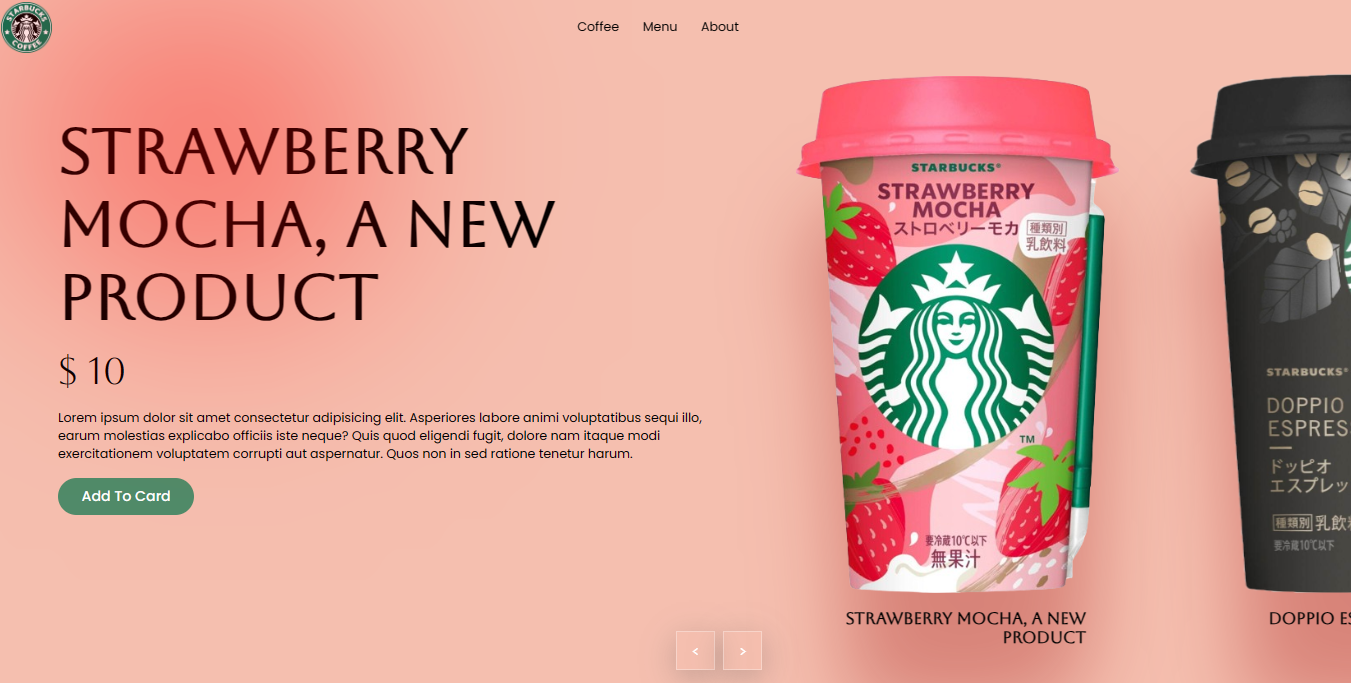 STARBUCKS
COFFEE
Coffee Menu About
STRAWBERRY
MOCHA, A NEW
PRODUCT
$ 10
Lorem ipsum dolor sit amet consectetur adipisicing elit. Asperiores labore animi voluptatibus sequi illo,
earum molestias explicabo officiis iste neque? Quis quod eligendi fugit, dolore nam itaque modi
exercitationem voluptatem corrupti aut aspernatur. Quos non in sed ratione tenetur harum.
Add To Card
STARBUCKS®
STRAWBERRY
MOCHA
ストロベリーモカ
種類別
乳飲料
TM
要冷蔵10℃以下
無果汁
STRAWBERRY MOCHA, A NEW
PRODUCT
STARBUCKS®
DOPPIO
ESPRES
ドッピオ
エスプレッ
種類別 乳飲料
要冷蔵10℃以下
DOPPIO ES
< >